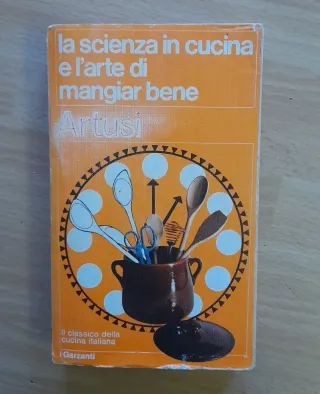 la scienza in cucina
e l'arte di
mangiar bene
Artusi
Il classico della
cucina italiana
i Garzanti